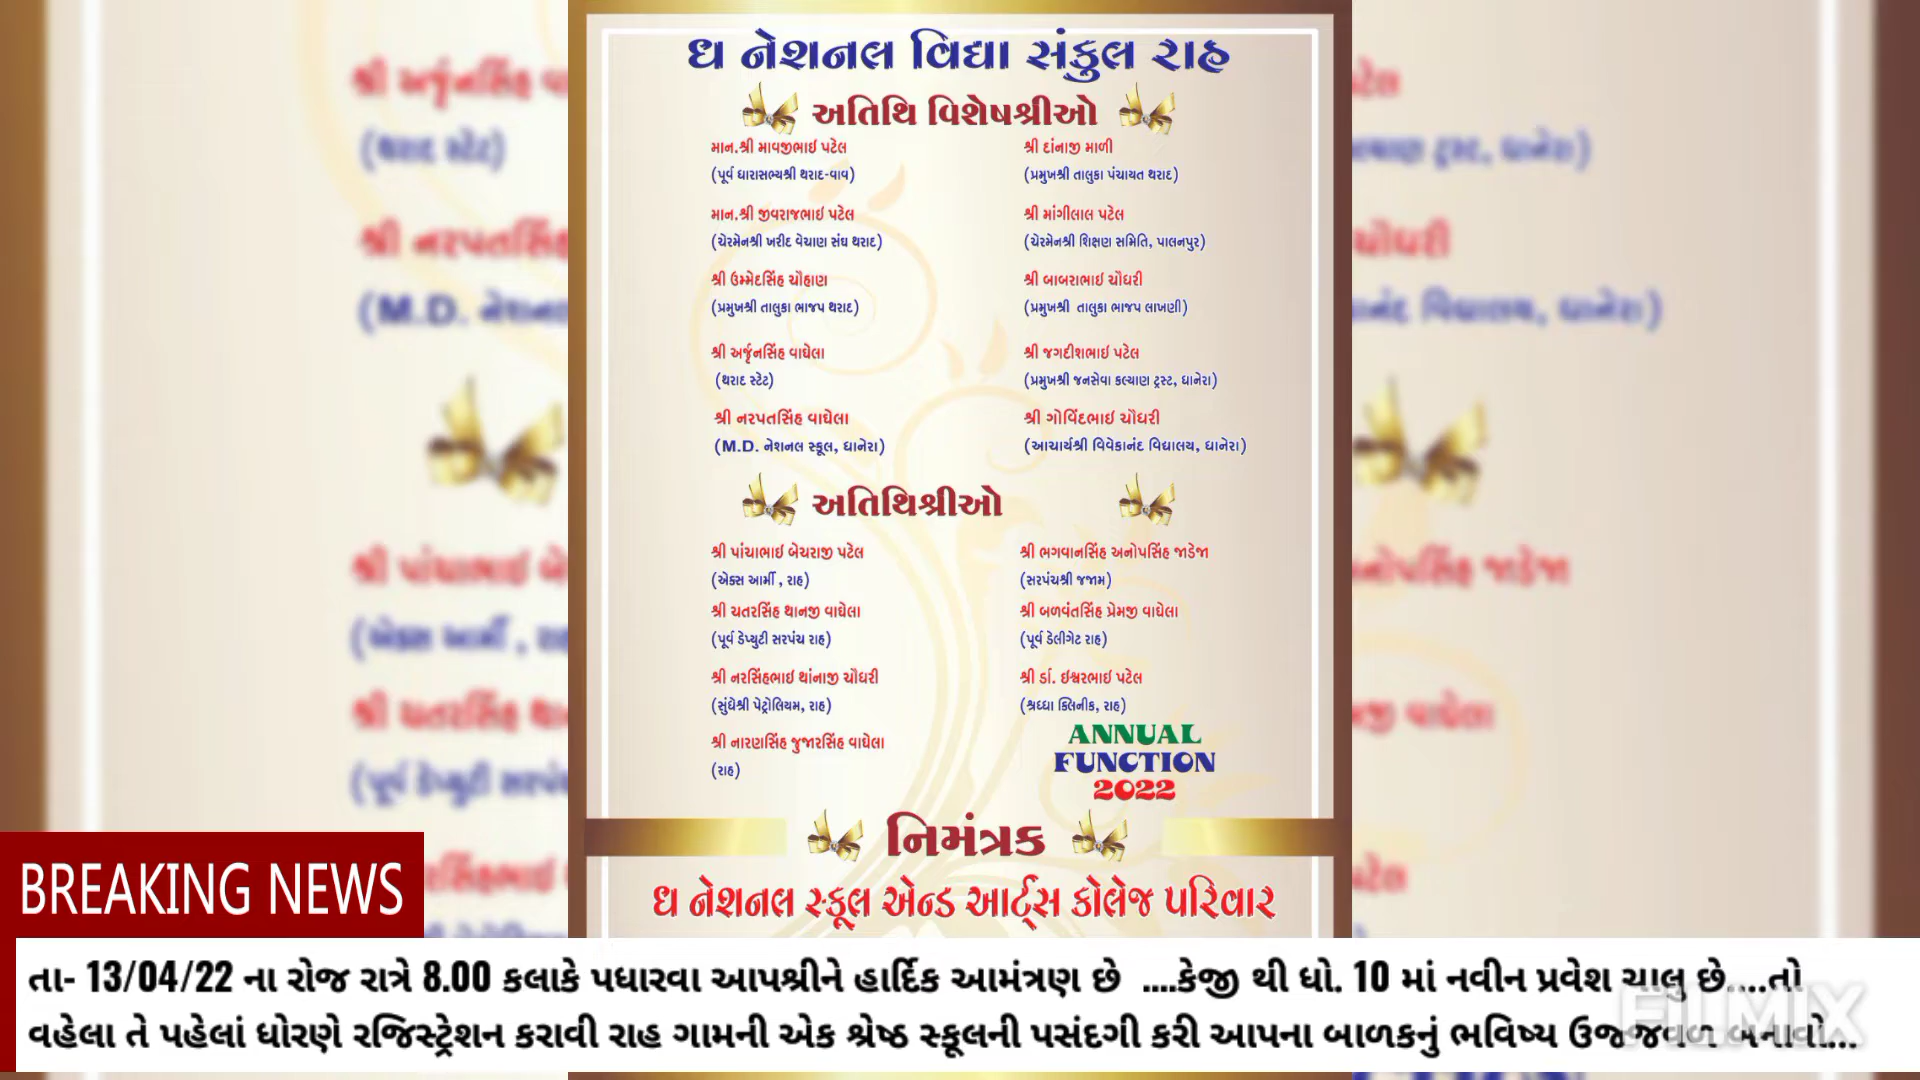 ધ નેશનલ વિદ્યા સંકુલ રાહ
અતિથિ વિશેષશ્રીઓ
માન.શ્રી માવજીભાઈ પટેલ
(પૂર્વ ધારાસભ્યશ્રી થરાદ-વાવ)
શ્રી દાંનાજી માળી
(પ્રમુખશ્રી તાલુકા પંચાયત થરાદ)
માન.શ્રી જીવરાજભાઈ પટેલ
(ચેરમેનશ્રી ખરીદ વેચાણ સંઘ થરાદ)
શ્રી માંગીલાલ પટેલ
(ચેરમેનશ્રી શિક્ષણ સમિતિ, પાલનપુર)
શ્રી ઉમ્મેદસિંહ ચૌહાણ
(પ્રમુખશ્રી તાલુકા ભાજપ થરાદ)
શ્રી બાબરાભાઈ ચૌધરી
(પ્રમુખશ્રી તાલુકા ભાજપ લાખણી)
શ્રી અર્જુનસિંહ વાઘેલા
(થરાદ સ્ટેટ)
શ્રી જગદીશભાઈ પટેલ
(પ્રમુખશ્રી જનસેવા કલ્યાણ ટ્રસ્ટ, ધાનેરા)
શ્રી નરપતસિંહ વાઘેલા
(M.D. નેશનલ સ્કૂલ, ધાનેરા)
શ્રી ગોવિંદભાઈ ચૌધરી
(આચાર્યશ્રી વિવેકાનંદ વિદ્યાલય, ધાનેરા)
અતિથિશ્રીઓ
શ્રી પાંચાભાઈ બેચરાજી પટેલ
(એક્સ આર્મી , રાહ)
શ્રી ભગવાનસિંહ અનોપસિંહ જાડેજા
(સરપંચશ્રી જજામ)
શ્રી ચતરસિંહ થાનજી વાઘેલા
(પૂર્વ ડેપ્યુટી સરપંચ રાહ)
શ્રી બળવંતસિંહ પ્રેમજી વાઘેલા
(પૂર્વ ડેલીગેટ રાહ)
શ્રી નરસિંહભાઈ થાંનાજી ચૌધરી
(સુંધેશ્રી પેટ્રોલિયમ, રાહ)
શ્રી ર્ડા. ઇશ્વરભાઈ પટેલ
(શ્રધ્ધા ક્લિનીક, રાહ)
શ્રી નારણસિંહ જુજારસિંહ વાઘેલા
(રાહ)
ANNUAL
FUNCTION
2022
નિમંત્રક
ધ નેશનલ સ્કૂલ એન્ડ આર્ટ્સ કોલેજ પરિવાર
BREAKING NEWS
તા- 13/04/22 ના રોજ રાત્રે 8.00 કલાકે પધારવા આપશ્રીને હાર્દિક આમંત્રણ છે ....કેજી થી ધો. 10 માં નવીન પ્રવેશ ચાલુ છે....તો
વહેલા તે પહેલાં ધોરણે રજિસ્ટ્રેશન કરાવી રાહ ગામની એક શ્રેષ્ઠ સ્કૂલની પસંદગી કરી આપના બાળકનું ભવિષ્ય ઉજ્જવળ બનાવો...
FILMIX